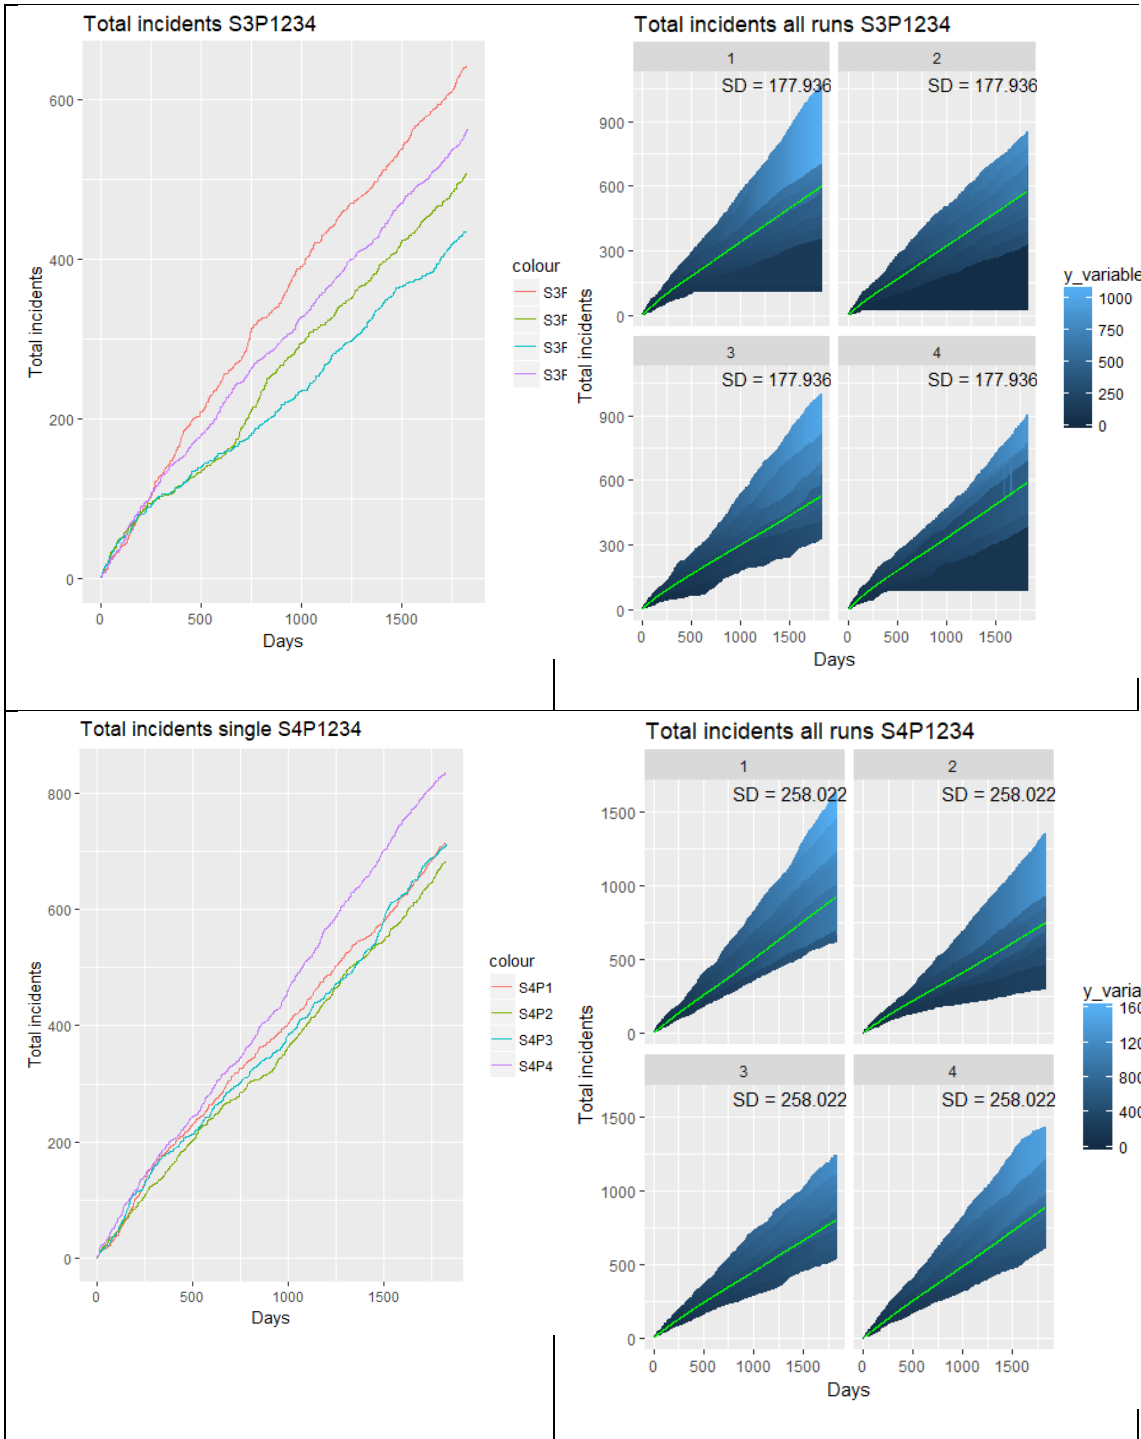 Total incidents S3P1234
Total incidents
600
400
200
0
0 500 1000 1500
Days
colour
S3F
S3F
S3F
S3F
Total incidents all runs S3P1234
Total incidents
1
SD = 177.936
2
SD = 177.936
900
600
300
0
3
SD = 177.936
4
SD = 177.936
900
600
300
0
0 500 1000 1500
0 500 1000 1500
Days
y_variable
1000
750
500
250
0
Total incidents single S4P1234
Total incidents
800
600
400
200
0
0 500 1000 1500
Days
colour
S4P1
S4P2
S4P3
S4P4
Total incidents all runs S4P1234
Total incidents
1
SD = 258.022
2
SD = 258.022
1500
1000
500
0
3
SD = 258.022
4
SD = 258.022
1500
1000
500
0
0 500 1000 1500
0 500 1000 1500
Days
y_varia
160
120
800
400
0